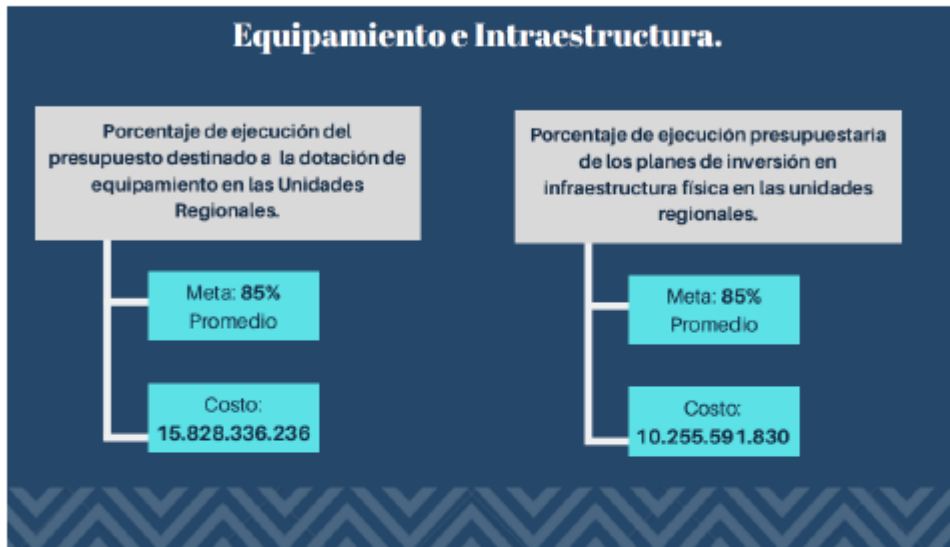 Equipamiento e Intraestructura.
Porcentaje de ejecución del
presupuesto destinado a la dotación de
equipamiento en las Unidades
Regionales.
Meta: 85%
Promedio
Costo:
15.828.336.236
Porcentaje de ejecución presupuestaria
de los planes de inversión en
infraestructura física en las unidades
regionales.
Meta: 85%
Promedio
Costo:
10.255.591.830